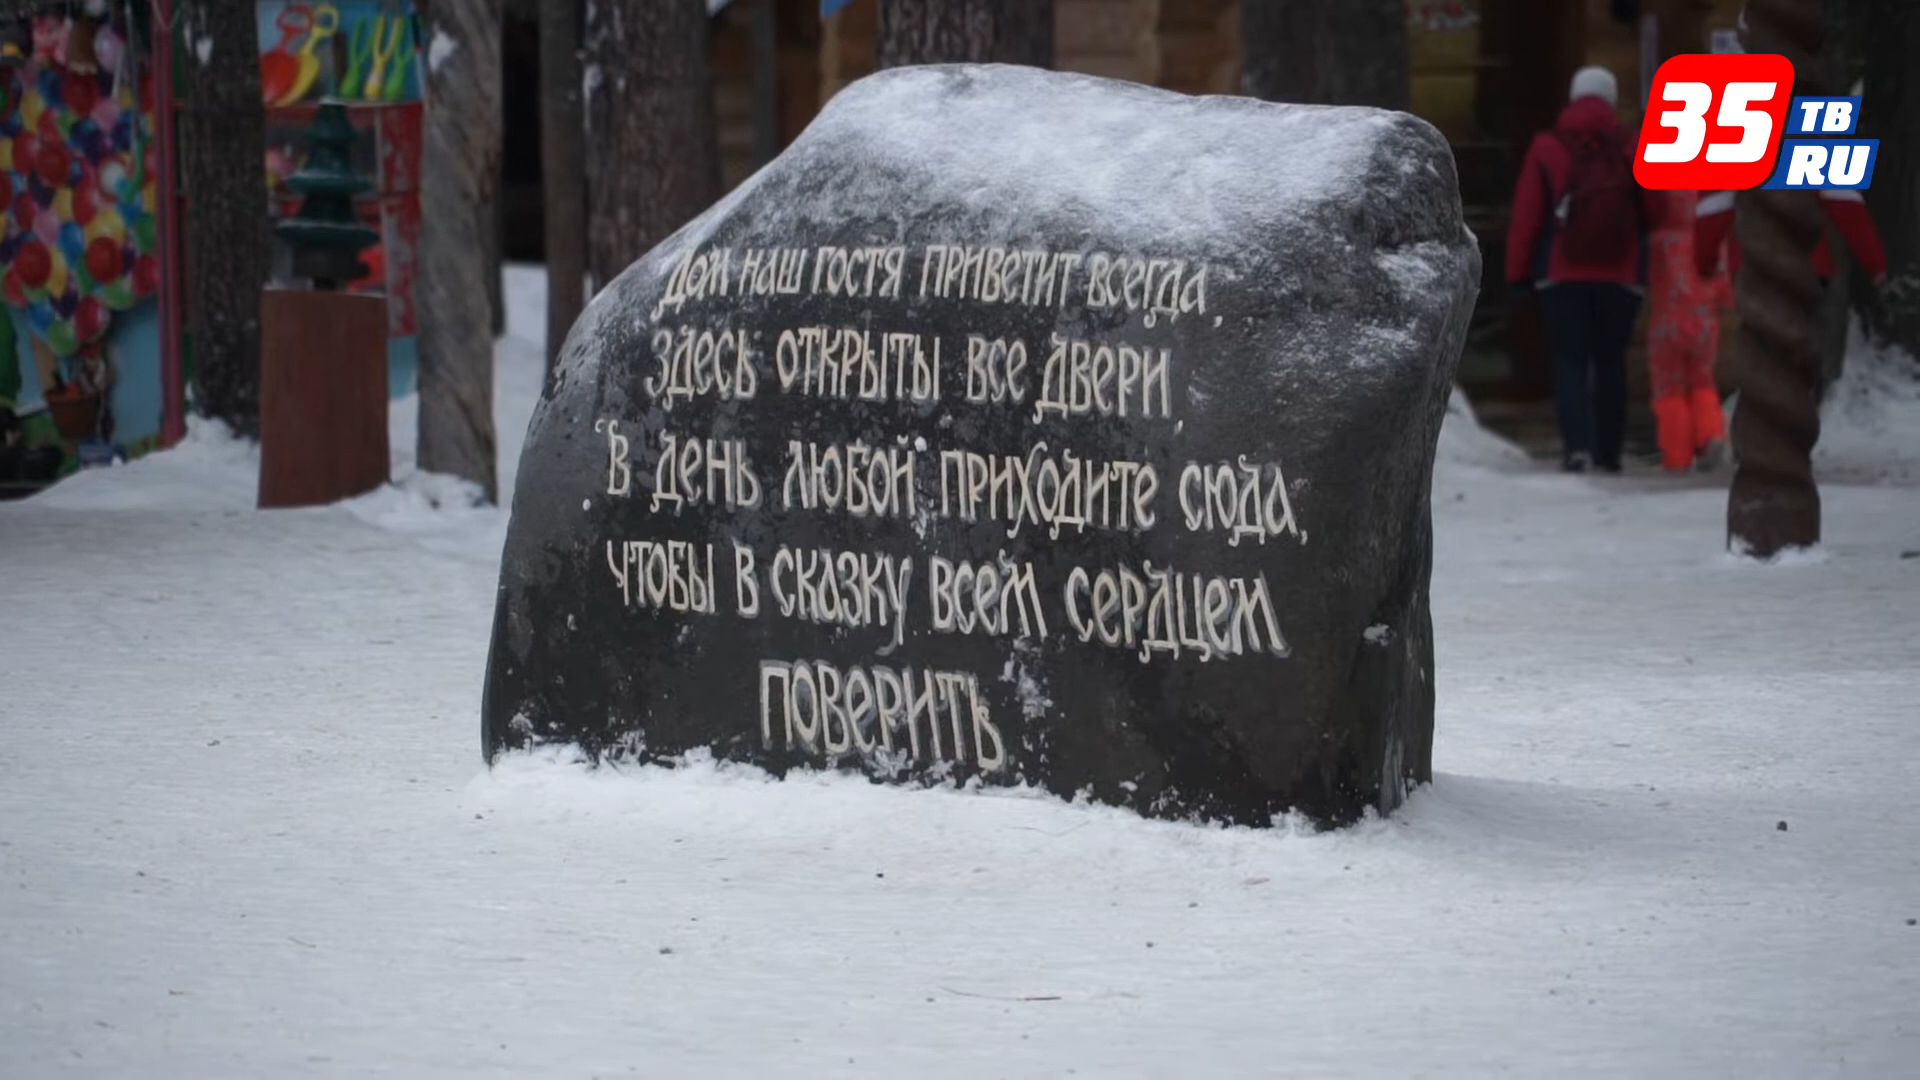 Дом наш гостя приветит всегда,
Здесь открыты все двери,
В день любой приходите сюда,
чтобы в сказку всем сердцем
поверить
35
ТВ
RU